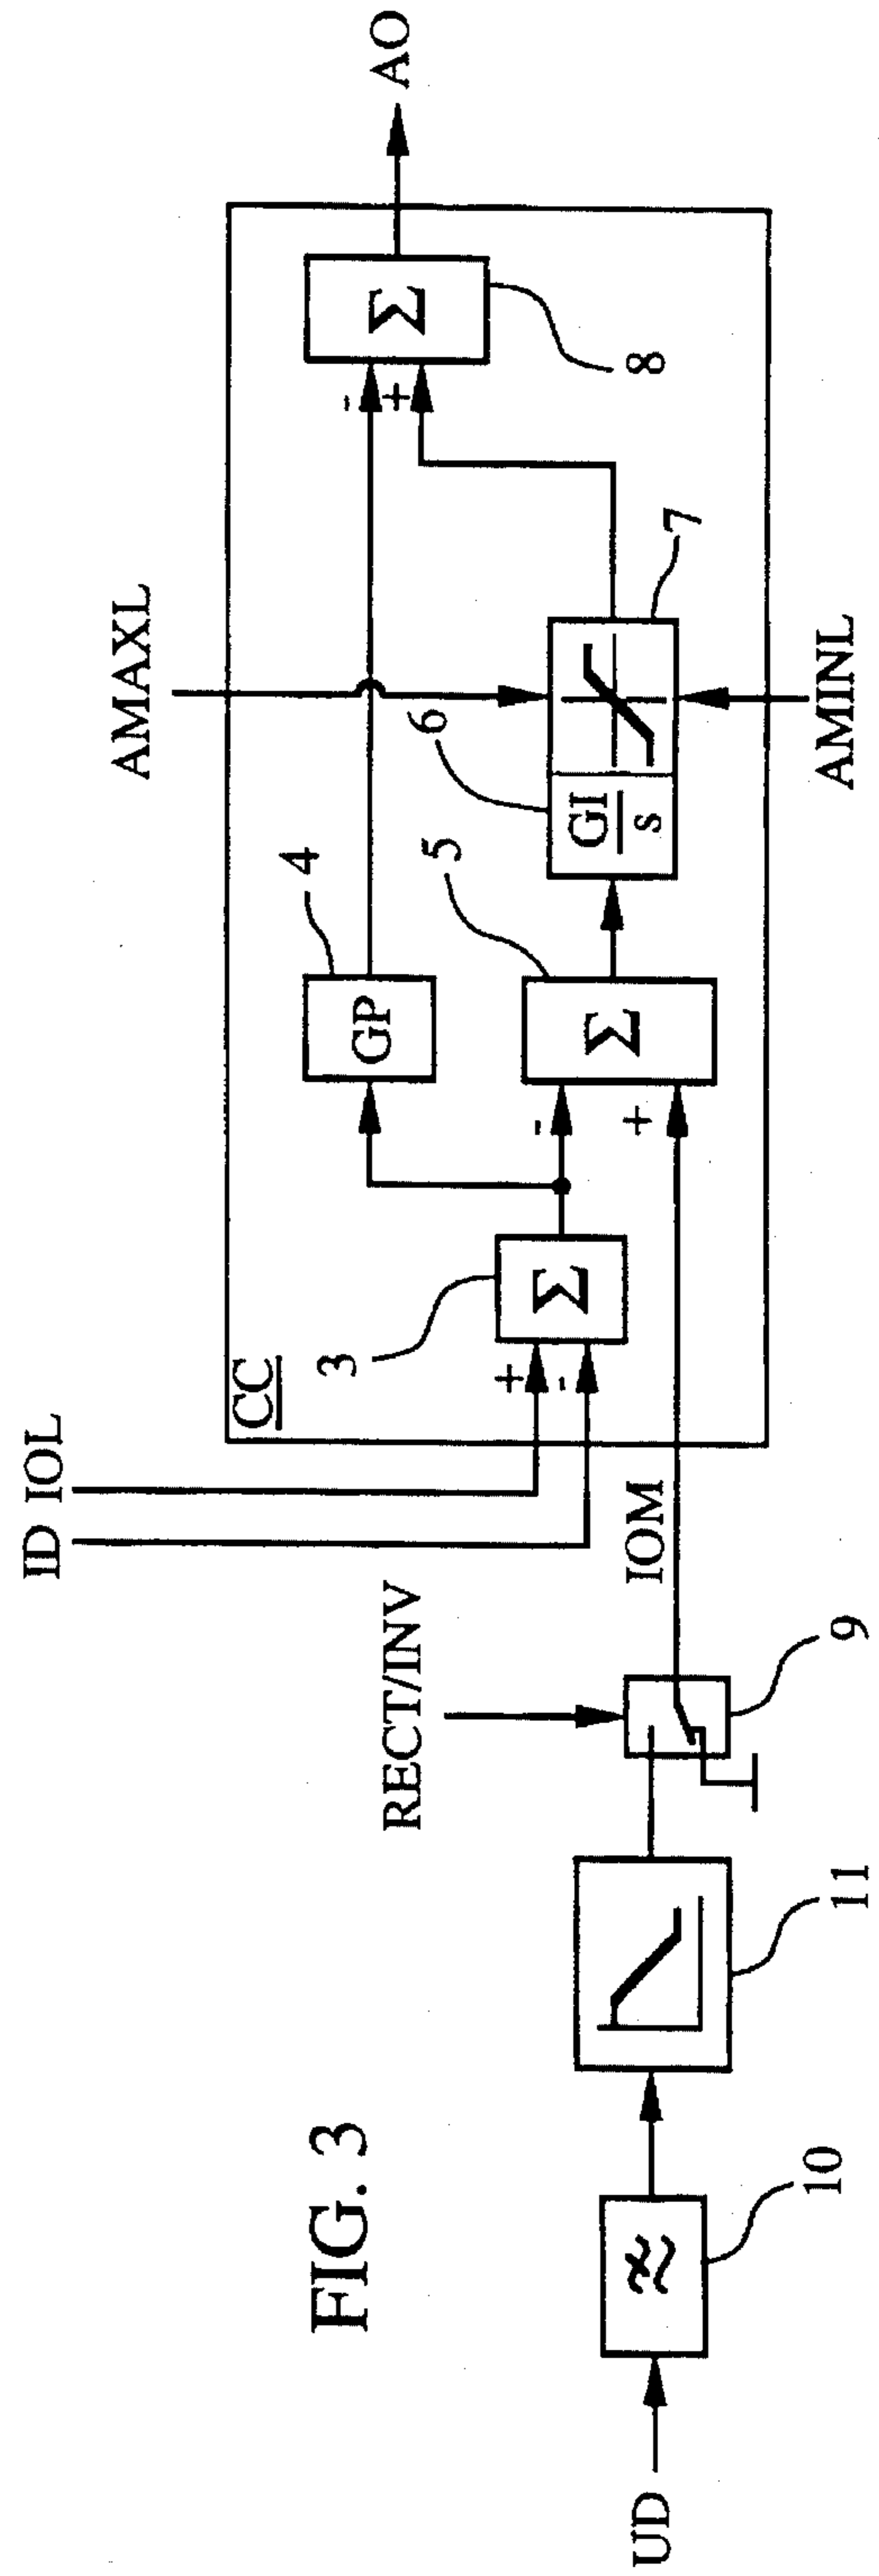 FIG. 3
UD
10
11
RECT/INV
9
IOM
ID
IOL
CC
3
+
-
Σ
4
GP
5
-
+
Σ
6
GI
s
7
AMAXL
AMINL
-
+
Σ
8
AO